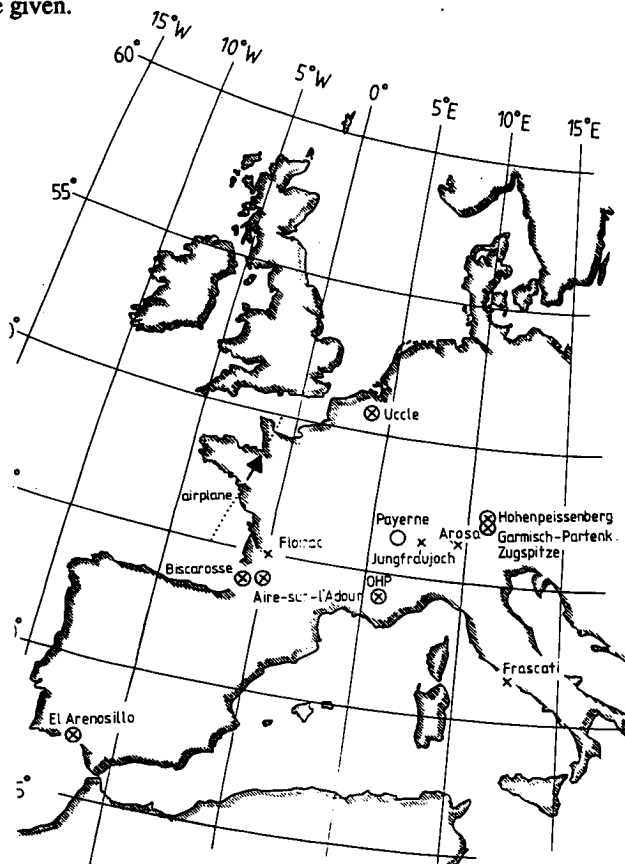 e given.
15°W
10°W
5°W
0°
5°E
10°E
15°E
60°
55°
Uccle
airplane
Payerne
Hohenpeissenberg
Arosa
Garmisch-Partenk.
Jungfraujoch
Zugspitze
Biscarosse
OHP
Aire-sur-l'Adour
Frascati
El Arenosillo